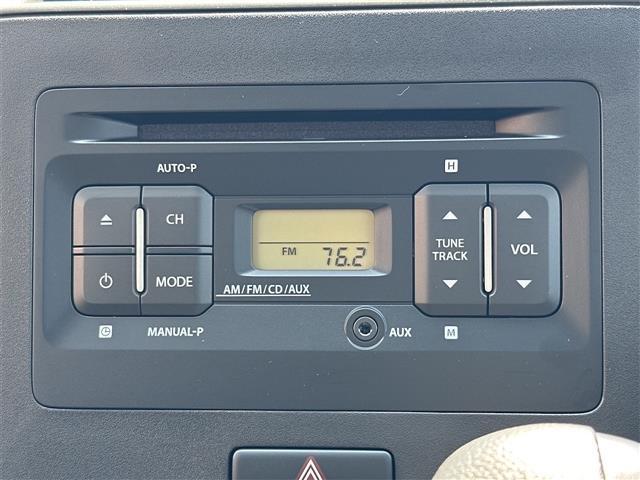 AUTO-P
H
CH
TUNE
TRACK
VOL
FM 76.2
MODE
AM/FM/CD/AUX
MANUAL-P
AUX
M